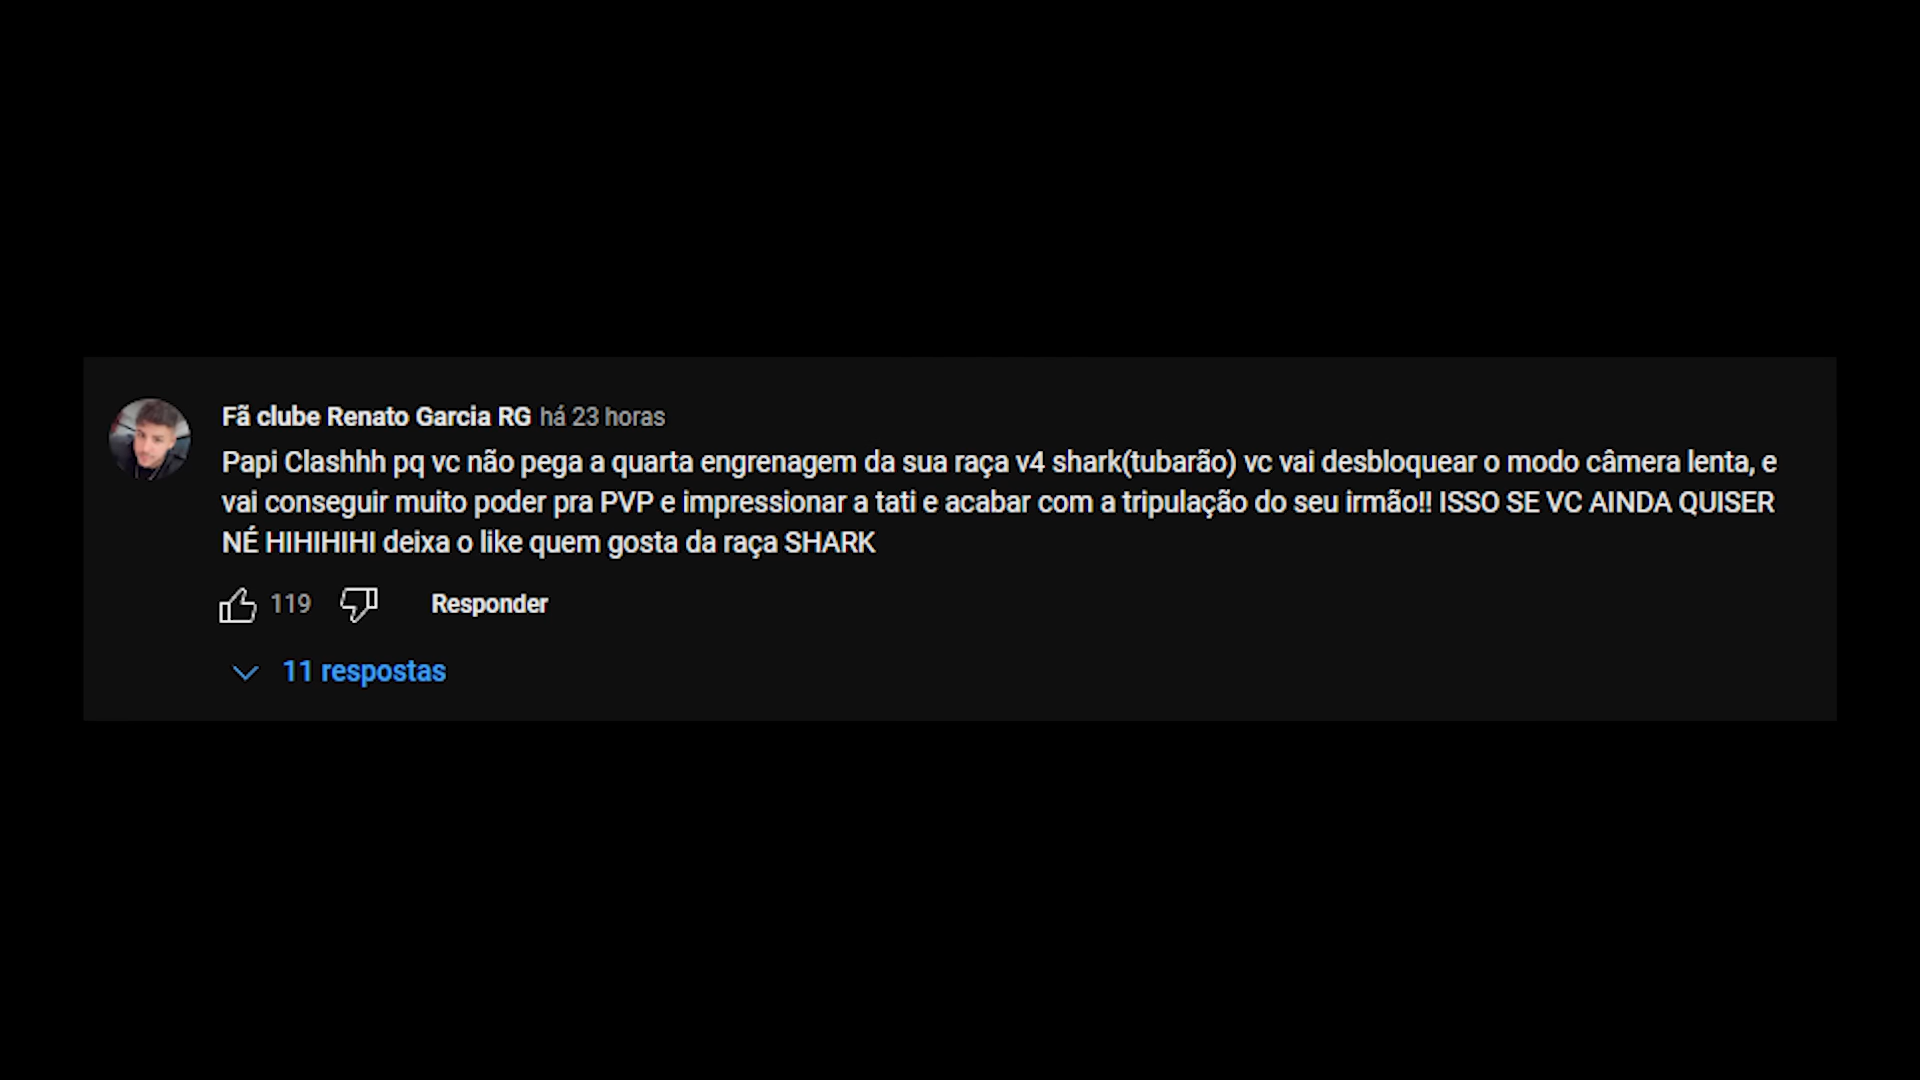 Fã clube Renato Garcia RG há 23 horas
Papi Clashhh pq vc não pega a quarta engrenagem da sua raça v4 shark(tubarão) vc vai desbloquear o modo câmera lenta, e
vai conseguir muito poder pra PVP e impressionar a tati e acabar com a tripulação do seu irmão!! ISSO SE VC AINDA QUISER
NÉ HIHIHIHI deixa o like quem gosta da raça SHARK
119 Responder
11 respostas